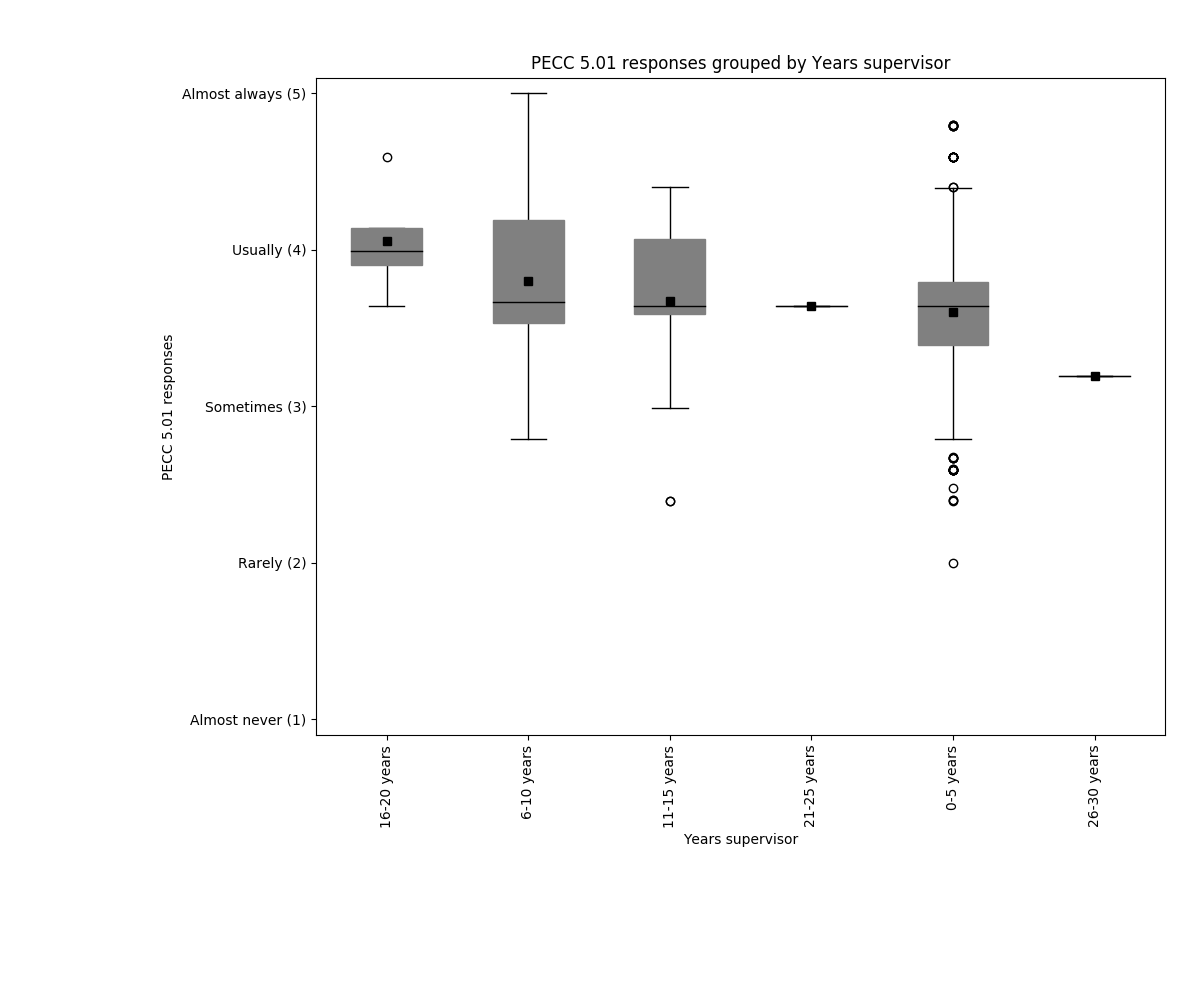 PECC 5.01 responses grouped by Years supervisor
Almost always (5)
Usually (4)
Sometimes (3)
Rarely (2)
Almost never (1)
PECC 5.01 responses
16-20 years
6-10 years
11-15 years
21-25 years
0-5 years
26-30 years
Years supervisor